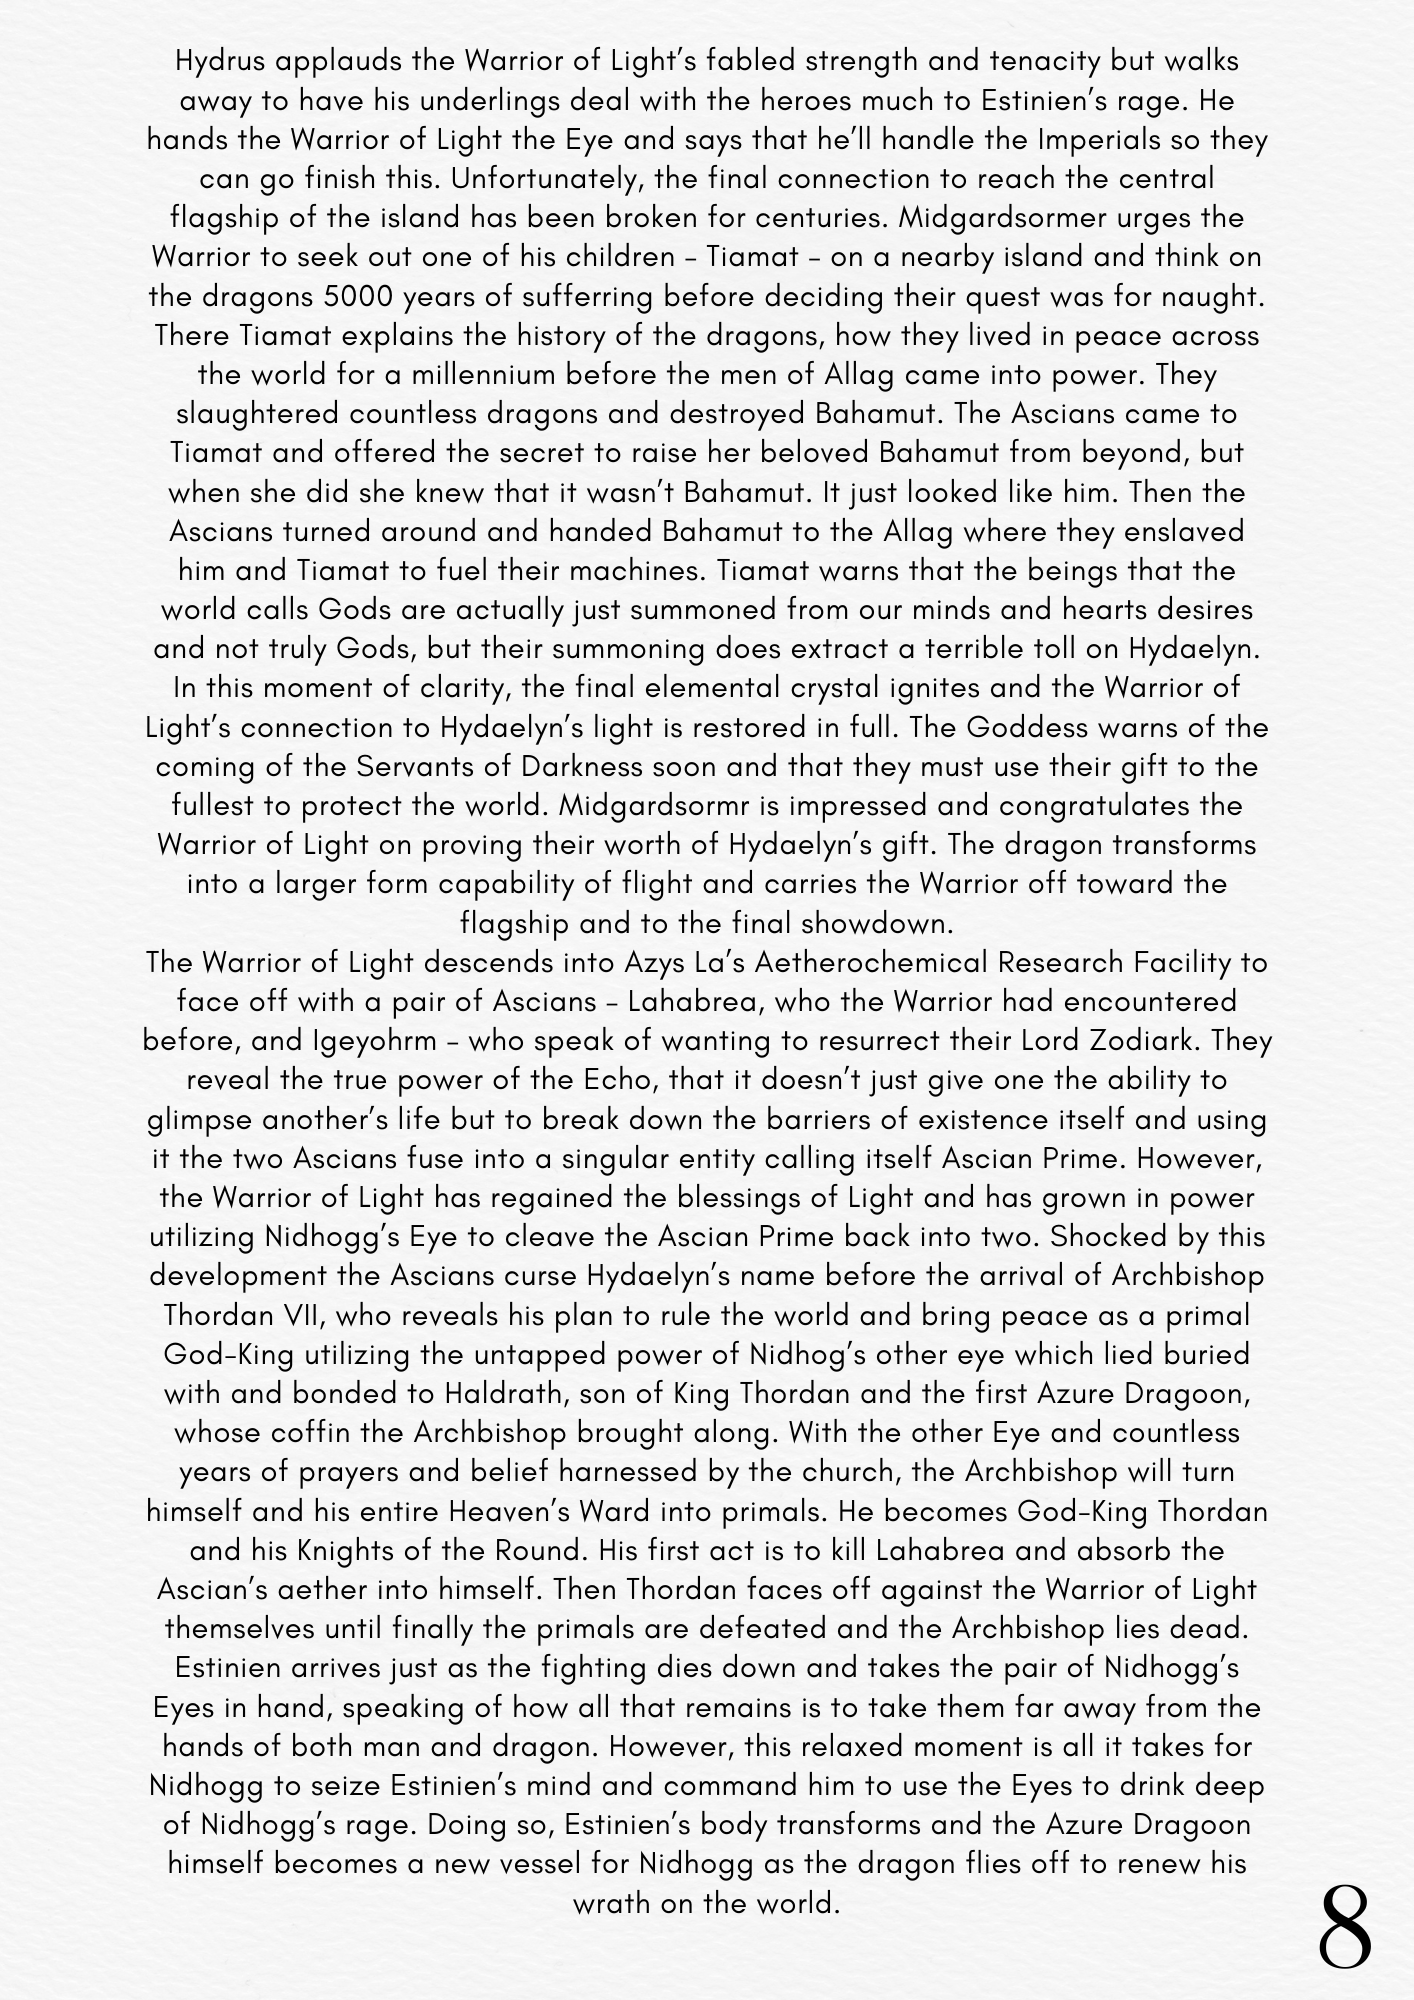 Hydrus applauds the Warrior of Light's fabled strength and tenacity but walks
away to have his underlings deal with the heroes much to Estinien's rage. He
hands the Warrior of Light the Eye and says that he'll handle the Imperials so they
can go finish this. Unfortunately, the final connection to reach the central
flagship of the island has been broken for centuries. Midgardsormer urges the
Warrior to seek out one of his children – Tiamat – on a nearby island and think on
the dragons 5000 years of sufferring before deciding their quest was for naught.
There Tiamat explains the history of the dragons, how they lived in peace across
the world for a millennium before the men of Allag came into power. They
slaughtered countless dragons and destroyed Bahamut. The Ascians came to
Tiamat and offered the secret to raise her beloved Bahamut from beyond, but
when she did she knew that it wasn't Bahamut. It just looked like him. Then the
Ascians turned around and handed Bahamut to the Allag where they enslaved
him and Tiamat to fuel their machines. Tiamat warns that the beings that the
world calls Gods are actually just summoned from our minds and hearts desires
and not truly Gods, but their summoning does extract a terrible toll on Hydaelyn.
In this moment of clarity, the final elemental crystal ignites and the Warrior of
Light's connection to Hydaelyn's light is restored in full. The Goddess warns of the
coming of the Servants of Darkness soon and that they must use their gift to the
fullest to protect the world. Midgardsormr is impressed and congratulates the
Warrior of Light on proving their worth of Hydaelyn's gift. The dragon transforms
into a larger form capability of flight and carries the Warrior off toward the
flagship and to the final showdown.
The Warrior of Light descends into Azys La's Aetherochemical Research Facility to
face off with a pair of Ascians – Lahabrea, who the Warrior had encountered
before, and Igeyohrm – who speak of wanting to resurrect their Lord Zodiark. They
reveal the true power of the Echo, that it doesn't just give one the ability to
glimpse another's life but to break down the barriers of existence itself and using
it the two Ascians fuse into a singular entity calling itself Ascian Prime. However,
the Warrior of Light has regained the blessings of Light and has grown in power
utilizing Nidhogg's Eye to cleave the Ascian Prime back into two. Shocked by this
development the Ascians curse Hydaelyn's name before the arrival of Archbishop
Thordan VII, who reveals his plan to rule the world and bring peace as a primal
God-King utilizing the untapped power of Nidhog's other eye which lied buried
with and bonded to Haldrath, son of King Thordan and the first Azure Dragoon,
whose coffin the Archbishop brought along. With the other Eye and countless
years of prayers and belief harnessed by the church, the Archbishop will turn
himself and his entire Heaven's Ward into primals. He becomes God-King Thordan
and his Knights of the Round. His first act is to kill Lahabrea and absorb the
Ascian's aether into himself. Then Thordan faces off against the Warrior of Light
themselves until finally the primals are defeated and the Archbishop lies dead.
Estinien arrives just as the fighting dies down and takes the pair of Nidhogg's
Eyes in hand, speaking of how all that remains is to take them far away from the
hands of both man and dragon. However, this relaxed moment is all it takes for
Nidhogg to seize Estinien's mind and command him to use the Eyes to drink deep
of Nidhogg's rage. Doing so, Estinien's body transforms and the Azure Dragoon
himself becomes a new vessel for Nidhogg as the dragon flies off to renew his
wrath on the world.
8